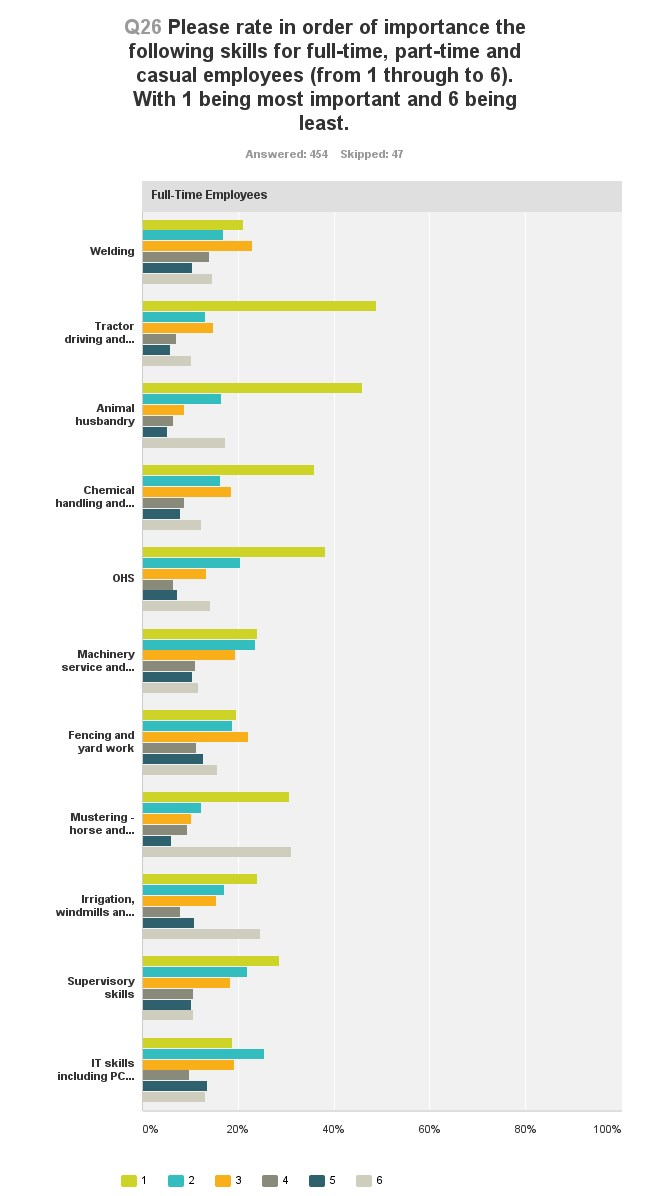 Q26 Please rate in order of importance the
following skills for full-time, part-time and
casual employees (from 1 through to 6).
With 1 being most important and 6 being
least.
Answered: 454 Skipped: 47
Full-Time Employees
Welding
Tractor
driving and...
Animal
husbandry
Chemical
handling and...
OHS
Machinery
service and...
Fencing and
yard work
Mustering -
horse and...
Irrigation,
windmills an...
Supervisory
skills
IT skills
including PC...
0% 20% 40% 60% 80% 100%
1 2 3 4 5 6